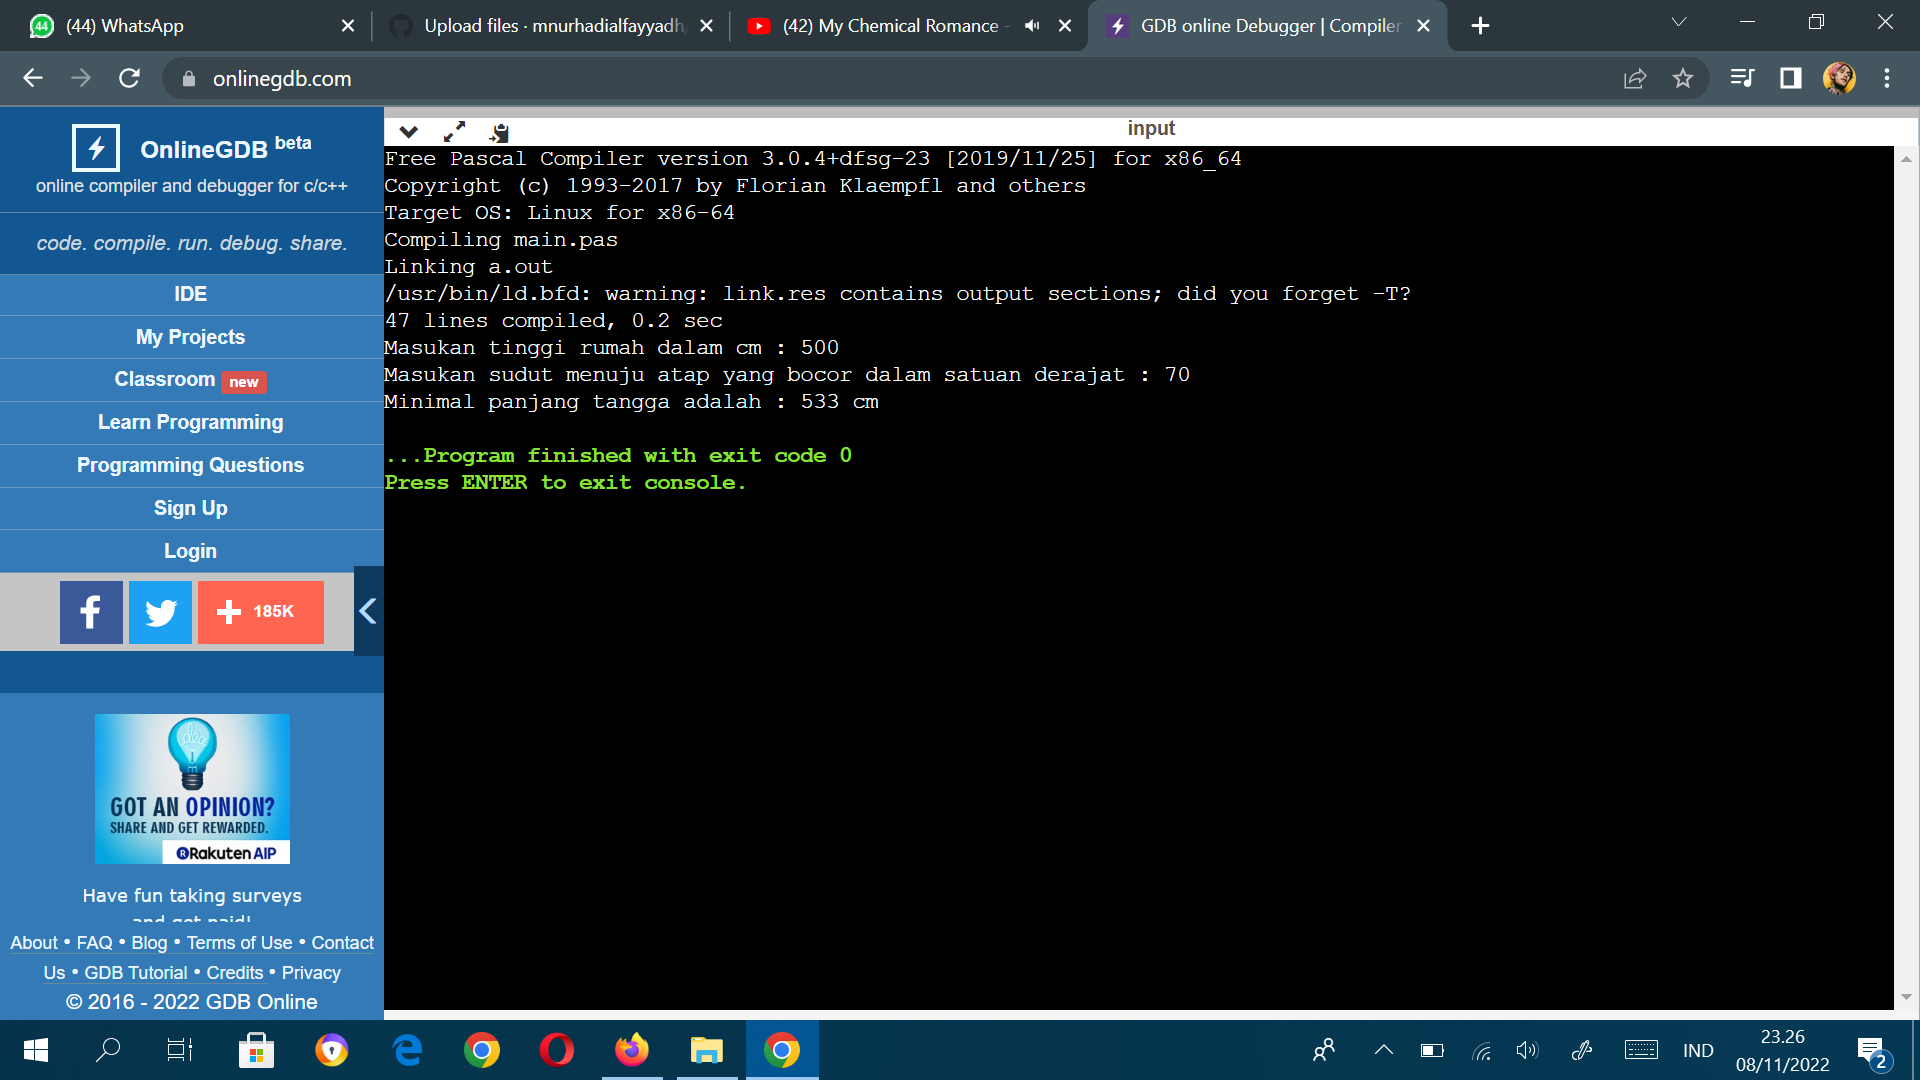 44
(44) WhatsApp
Upload files · mnurhadialfayyadh
(42) My Chemical Romance -
GDB online Debugger | Compiler
onlinegdb.com
OnlineGDB beta
online compiler and debugger for c/c++
code. compile. run. debug. share.
IDE
My Projects
Classroom new
Learn Programming
Programming Questions
Sign Up
Login
185K
idea
GOT AN OPINION?
SHARE AND GET REWARDED.
Rakuten AIP
Have fun taking surveys
and get paid!
About • FAQ • Blog • Terms of Use • Contact
Us • GDB Tutorial • Credits • Privacy
© 2016 - 2022 GDB Online
input
Free Pascal Compiler version 3.0.4+dfsg-23 [2019/11/25] for x86_64
Copyright (c) 1993-2017 by Florian Klaempfl and others
Target OS: Linux for x86-64
Compiling main.pas
Linking a.out
/usr/bin/ld.bfd: warning: link.res contains output sections; did you forget -T?
47 lines compiled, 0.2 sec
Masukan tinggi rumah dalam cm : 500
Masukan sudut menuju atap yang bocor dalam satuan derajat : 70
Minimal panjang tangga adalah : 533 cm
...Program finished with exit code 0
Press ENTER to exit console.
IND
23.26
08/11/2022
2